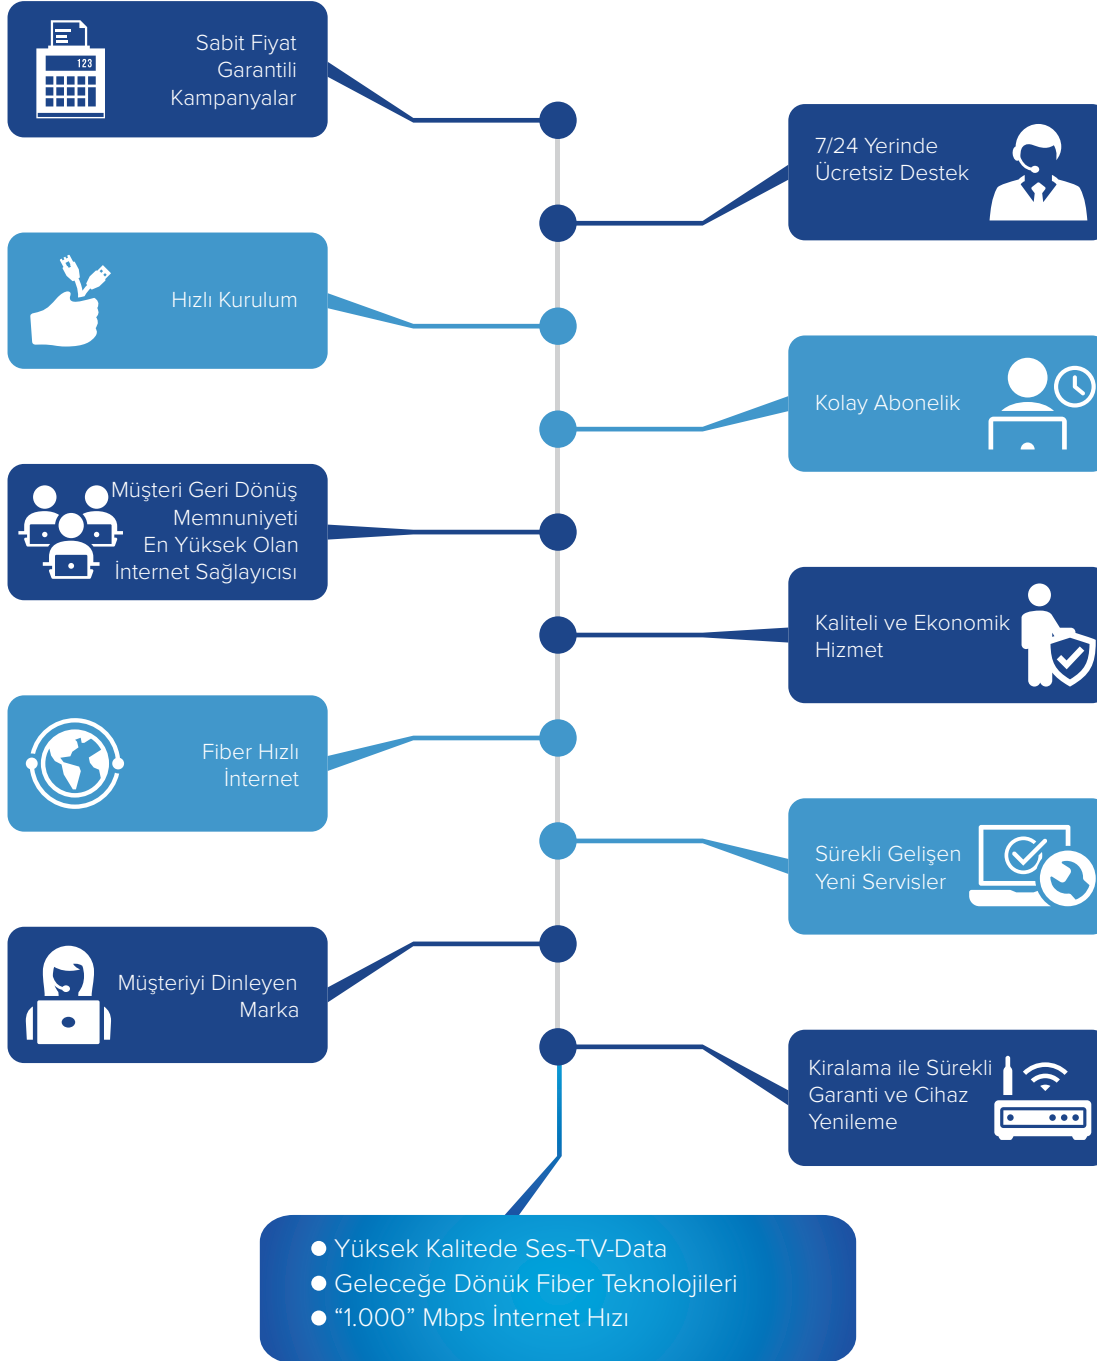 123
Sabit Fiyat
Garantili
Kampanyalar
7/24 Yerinde
Ücretsiz Destek
Hızlı Kurulum
Kolay Abonelik
Müşteri Geri Dönüş
Memnuniyeti
En Yüksek Olan
İnternet Sağlayıcısı
Kaliteli ve Ekonomik
Hizmet
Fiber Hızlı
İnternet
Sürekli Gelişen
Yeni Servisler
Müşteriyi Dinleyen
Marka
Kiralama ile Sürekli
Garanti ve Cihaz
Yenileme
● Yüksek Kalitede Ses-TV-Data
● Geleceğe Dönük Fiber Teknolojileri
● “1.000” Mbps İnternet Hızı